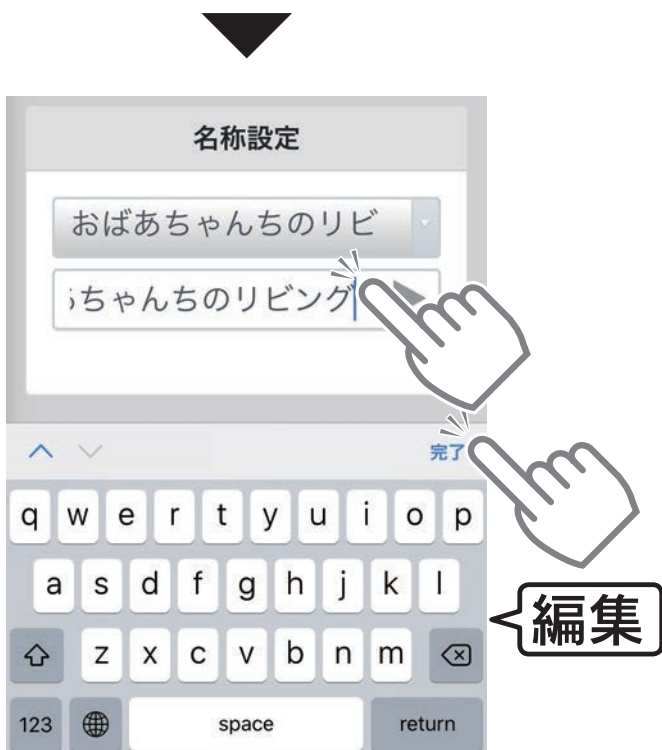 名称設定
おばあちゃんちのリビ
ちゃんちのリビング
完了
q w e r t y u i o p
a s d f g h j k l
編集
z x c v b n m
123 space return